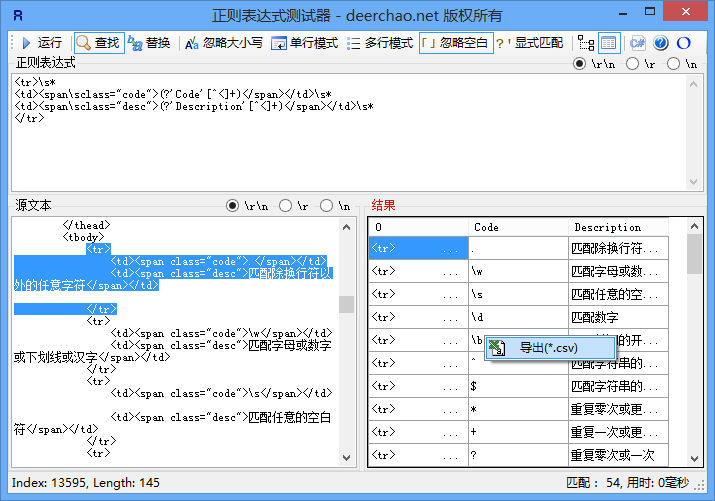 R
正则表达式测试器 - deerchao.net 版权所有
运行 查找 替换 忽略大小写 单行模式 多行模式 忽略空白 显式匹配 C#
正则表达式 \r\n \r \n
<tr>\s*
<td><span\sclass="code">(?'Code'[^<]+)</span></td>\s*
<td><span\sclass="desc">(?'Description'[^<]+)</span></td>\s*
</tr>
源文本 \r\n \r \n
</thead>
<tbody>
<tr>
<td><span class="code">.</span></td>
<td><span class="desc">匹配除换行符以
外的任意字符</span></td>
</tr>
<tr>
<td><span class="code">\w</span></td>
<td><span class="desc">匹配字母或数字
或下划线或汉字</span></td>
</tr>
<tr>
<td><span class="code">\s</span></td>
<td><span class="desc">匹配任意的空白
符</span></td>
</tr>
<tr>
结果
0 Code Description
<tr> ... . 匹配除换行符...
<tr> ... \w 匹配字母或数...
<tr> ... \s 匹配任意的空...
<tr> ... \d 匹配数字
<tr> ... \b 的开...
导出(*.csv)
<tr> ... ^ 匹配字符串的...
<tr> ... $ 匹配字符串的...
<tr> ... * 重复零次或更...
<tr> ... + 重复一次或更...
<tr> ... ? 重复零次或一次
Index: 13595, Length: 145
匹配： 54, 用时: 0毫秒